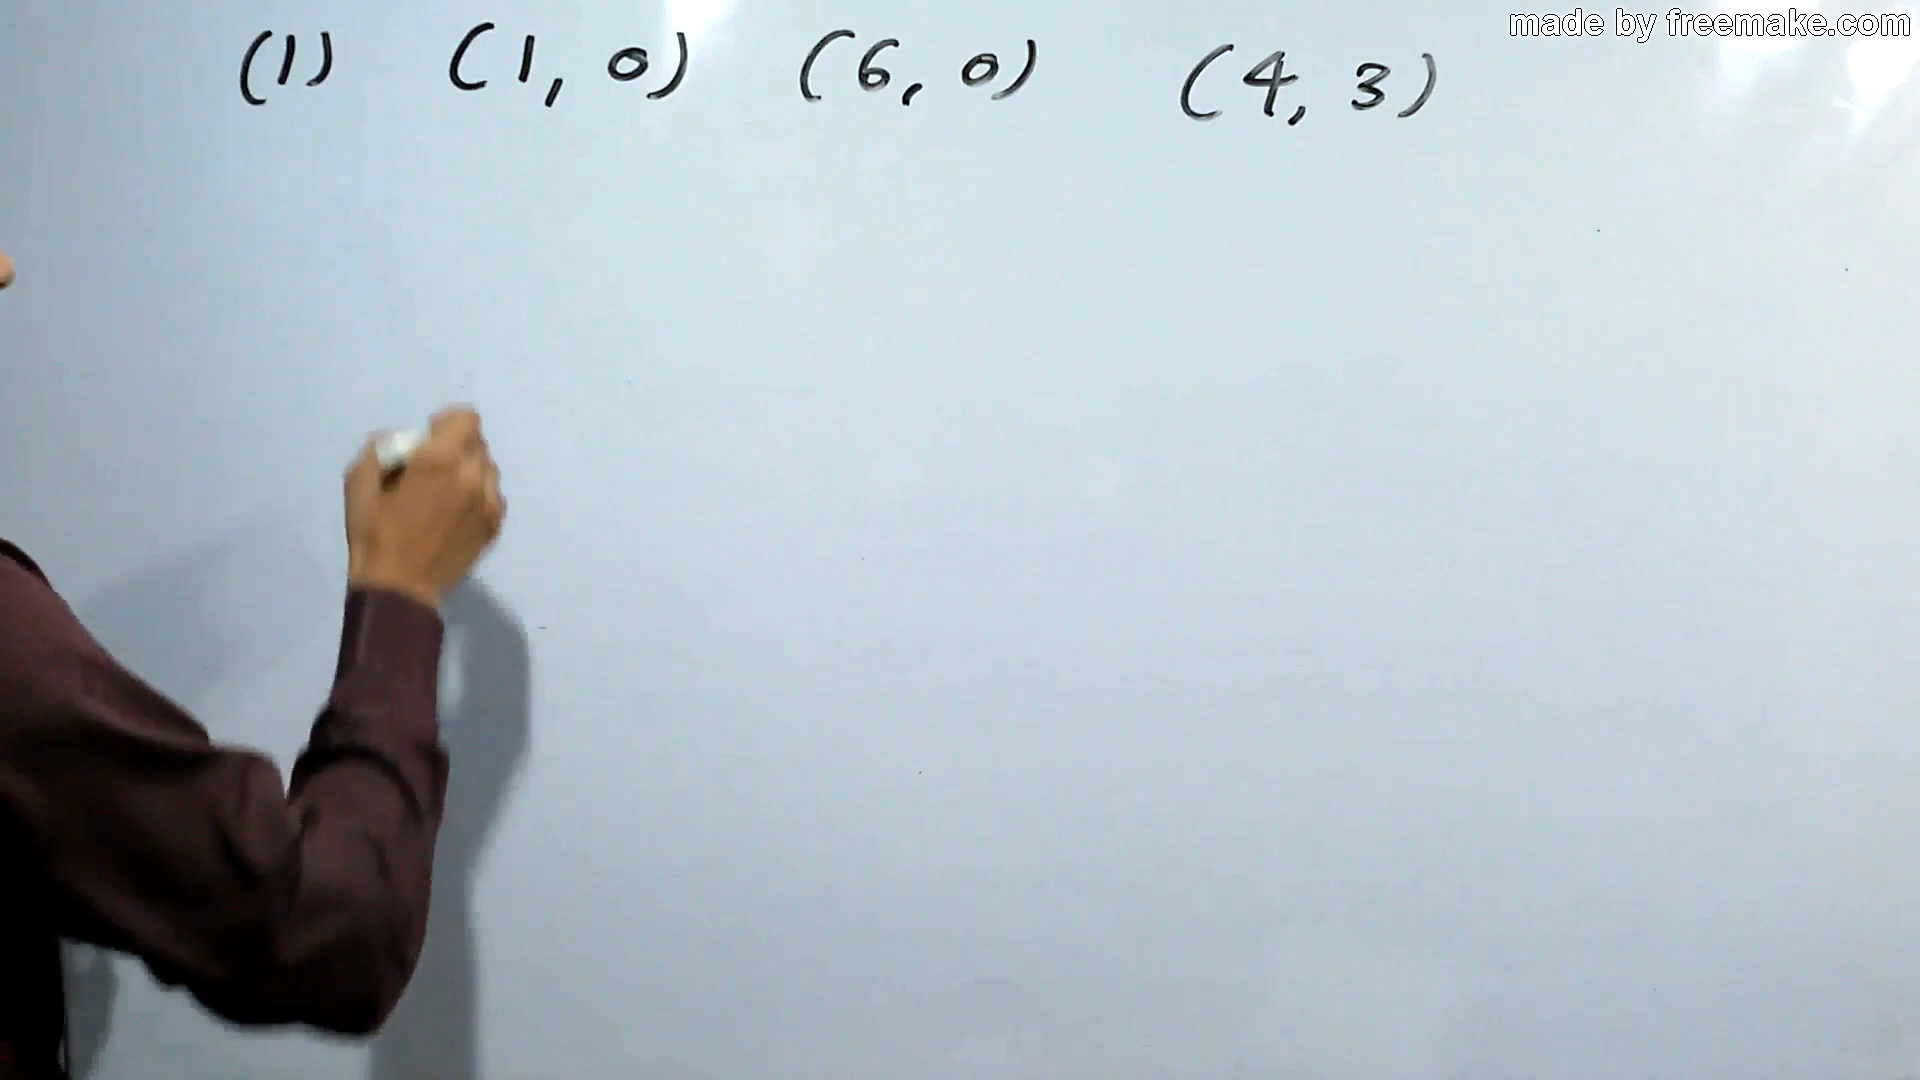 made by freemake.com
(1) (1, 0) (6, 0) (4, 3)